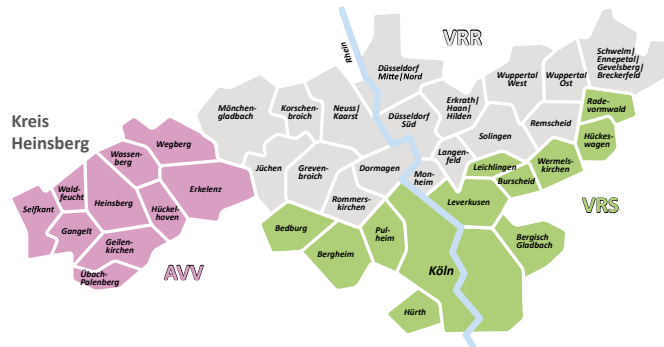 VRR
Rhein
Düsseldorf
Mitte|Nord
Schwelm|
Ennepetal|
Gevelsberg|
Breckerfeld
Wuppertal
West
Wuppertal
Ost
Mönchen-
gladbach
Korschen-
broich
Neuss|
Kaarst
Düsseldorf
Süd
Erkrath|
Haan|
Hilden
Solingen
Remscheid
Rade-
vormwald
Hückes-
wagen
Kreis
Heinsberg
Wegberg
Wassen-
berg
Wald-
feucht
Selfkant
Heinsberg
Hückel-
hoven
Erkelenz
Gangelt
Geilen-
kirchen
Übach-
Palenberg
AVV
Jüchen
Greven-
broich
Dormagen
Rommers-
kirchen
Mon-
heim
Langen-
feld
Leichlingen
Burscheid
Wermels-
kirchen
VRS
Leverkusen
Bergisch
Gladbach
Bedburg
Bergheim
Pul-
heim
Köln
Hürth